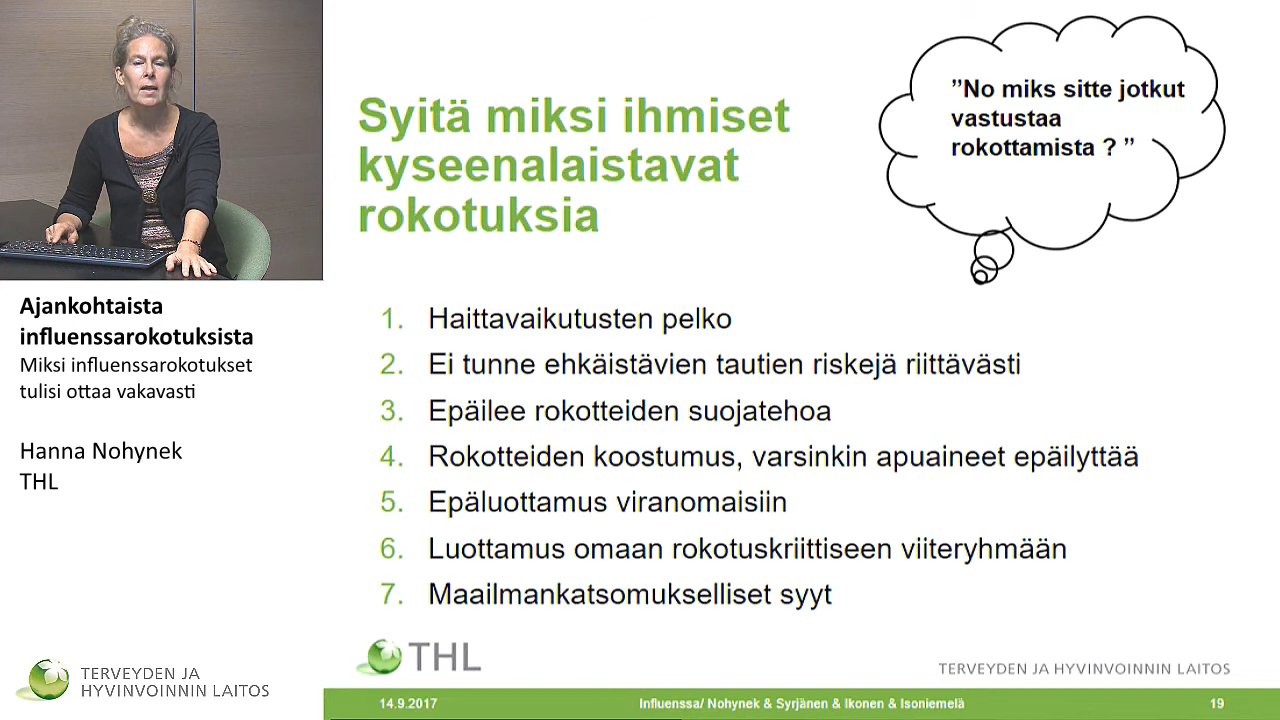 Syitä miksi ihmiset
kyseenalaistavat
rokotuksia
”No miks sitte jotkut
vastustaa
rokottamista ? ”
1. Haittavaikutusten pelko
2. Ei tunne ehkäistävien tautien riskejä riittävästi
3. Epäilee rokotteiden suojatehoa
4. Rokotteiden koostumus, varsinkin apuaineet epäilyttää
5. Epäluottamus viranomaisiin
6. Luottamus omaan rokotuskriittiseen viiteryhmään
7. Maailmankatsomukselliset syyt
Ajankohtaista
influenssarokotuksista
Miksi influenssarokotukset
tulisi ottaa vakavasti
Hanna Nohynek
THL
TERVEYDEN JA
HYVINVOINNIN LAITOS
THL
TERVEYDEN JA HYVINVOINNIN LAITOS
14.9.2017
Influenssa/ Nohynek & Syrjänen & Ikonen & Isoniemelä
19